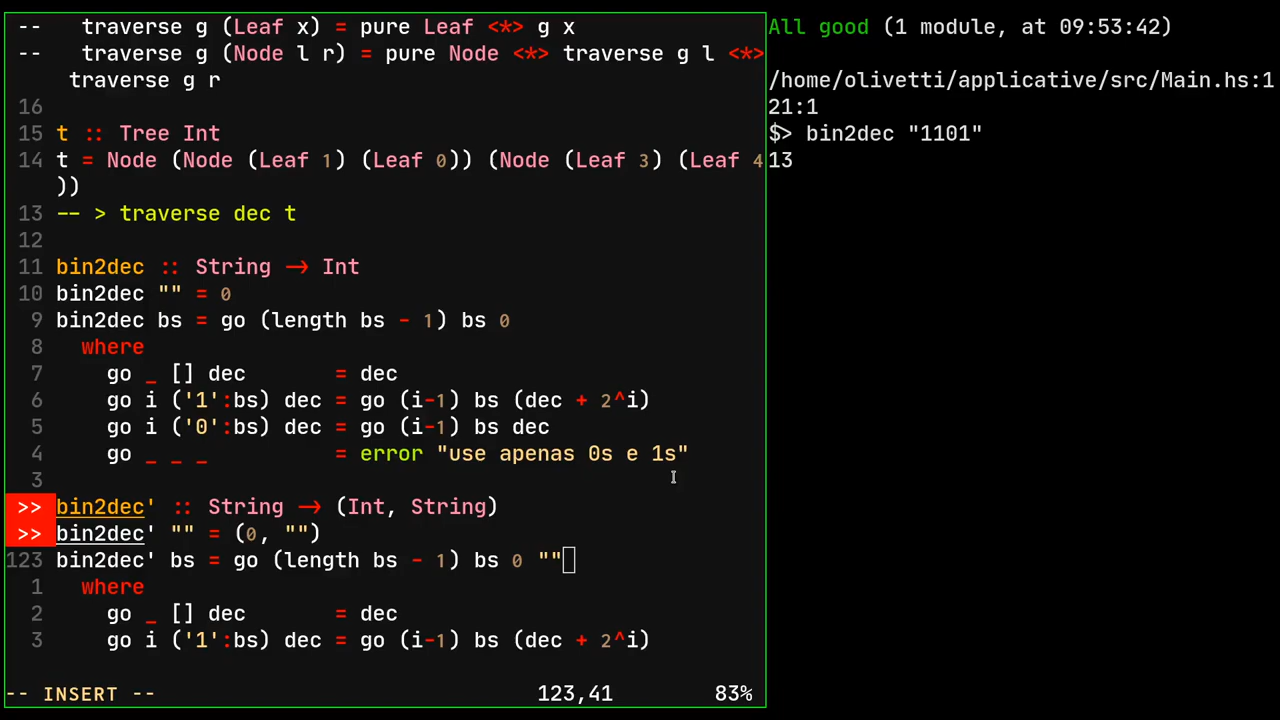 --   traverse g (Leaf x) = pure Leaf <*> g x
--   traverse g (Node l r) = pure Node <*> traverse g l <*>
 traverse g r
16
15 t :: Tree Int
14 t = Node (Node (Leaf 1) (Leaf 0)) (Node (Leaf 3) (Leaf 4
))
13 -- > traverse dec t
12
11 bin2dec :: String -> Int
10 bin2dec "" = 0
9 bin2dec bs = go (length bs - 1) bs 0
8   where
7     go _ [] dec       = dec
6     go i ('1':bs) dec = go (i-1) bs (dec + 2^i)
5     go i ('0':bs) dec = go (i-1) bs dec
4     go _ _ _          = error "use apenas 0s e 1s"
3
>> bin2dec' :: String -> (Int, String)
>> bin2dec' "" = (0, "")
123 bin2dec' bs = go (length bs - 1) bs 0 ""
1   where
2     go _ [] dec       = dec
3     go i ('1':bs) dec = go (i-1) bs (dec + 2^i)
-- INSERT --    123,41    83%
All good (1 module, at 09:53:42)
/home/olivetti/applicative/src/Main.hs:1
21:1
$> bin2dec "1101"
13